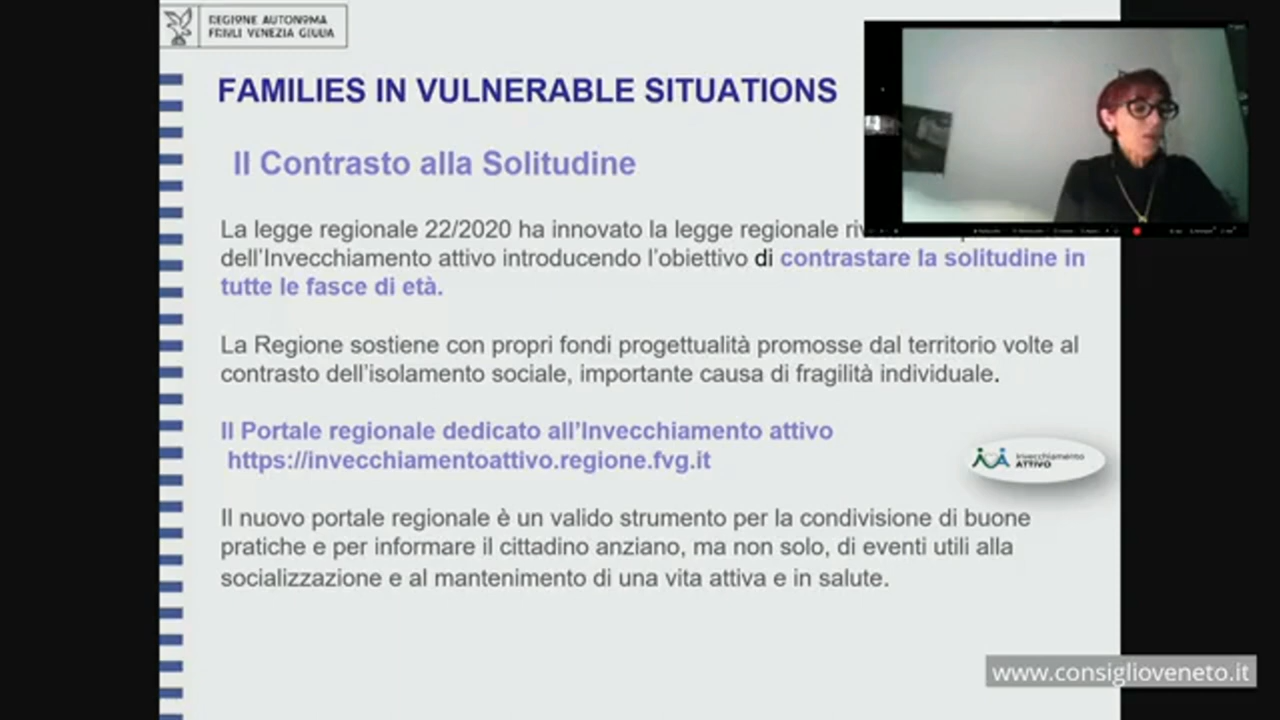 REGIONE AUTONOMA
FRIULI VENEZIA GIULIA
FAMILIES IN VULNERABLE SITUATIONS
Il Contrasto alla Solitudine
La legge regionale 22/2020 ha innovato la legge regionale
dell'Invecchiamento attivo introducendo l'obiettivo di contrastare la solitudine in
tutte le fasce di età.
La Regione sostiene con propri fondi progettualità promosse dal territorio volte al
contrasto dell'isolamento sociale, importante causa di fragilità individuale.
Il Portale regionale dedicato all'Invecchiamento attivo
https://invecchiamentoattivo.regione.fvg.it
Invecchiamento
ATTIVO
Il nuovo portale regionale è un valido strumento per la condivisione di buone
pratiche e per informare il cittadino anziano, ma non solo, di eventi utili alla
socializzazione e al mantenimento di una vita attiva e in salute.
www.consiglioveneto.it